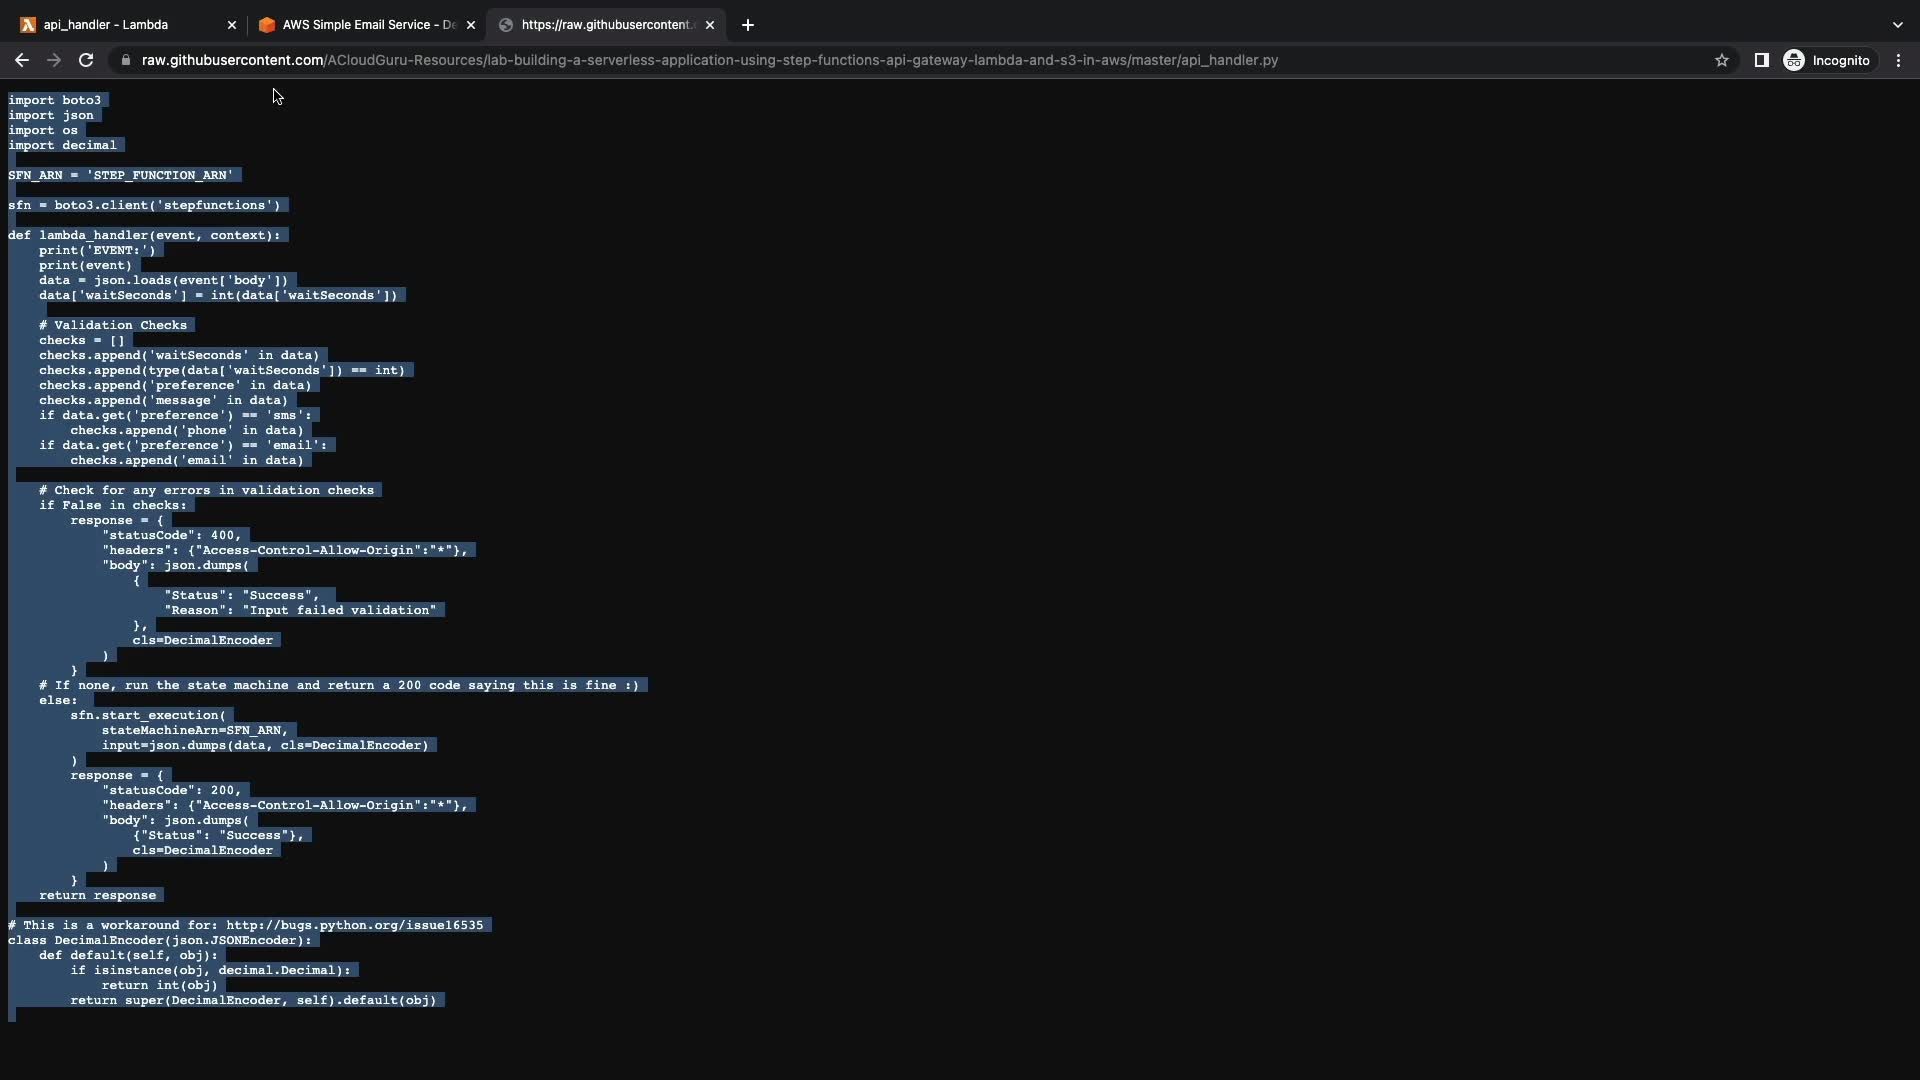 api_handler - Lambda
AWS Simple Email Service - De
https://raw.githubusercontent.
raw.githubusercontent.com/ACloudGuru-Resources/lab-building-a-serverless-application-using-step-functions-api-gateway-lambda-and-s3-in-aws/master/api_handler.py
Incognito
import boto3
import json
import os
import decimal
SFN_ARN = 'STEP_FUNCTION_ARN'
sfn = boto3.client('stepfunctions')
def lambda_handler(event, context):
    print('EVENT:')
    print(event)
    data = json.loads(event['body'])
    data['waitSeconds'] = int(data['waitSeconds'])
    # Validation Checks
    checks = []
    checks.append('waitSeconds' in data)
    checks.append(type(data['waitSeconds']) == int)
    checks.append('preference' in data)
    checks.append('message' in data)
    if data.get('preference') == 'sms':
        checks.append('phone' in data)
    if data.get('preference') == 'email':
        checks.append('email' in data)
    # Check for any errors in validation checks
    if False in checks:
        response = {
            "statusCode": 400,
            "headers": {"Access-Control-Allow-Origin":"*"},
            "body": json.dumps(
                {
                    "Status": "Success",
                    "Reason": "Input failed validation"
                },
                cls=DecimalEncoder
            )
        }
    # If none, run the state machine and return a 200 code saying this is fine :)
    else:
        sfn.start_execution(
            stateMachineArn=SFN_ARN,
            input=json.dumps(data, cls=DecimalEncoder)
        )
        response = {
            "statusCode": 200,
            "headers": {"Access-Control-Allow-Origin":"*"},
            "body": json.dumps(
                {"Status": "Success"},
                cls=DecimalEncoder
            )
        }
    return response
# This is a workaround for: http://bugs.python.org/issue16535
class DecimalEncoder(json.JSONEncoder):
    def default(self, obj):
        if isinstance(obj, decimal.Decimal):
            return int(obj)
        return super(DecimalEncoder, self).default(obj)